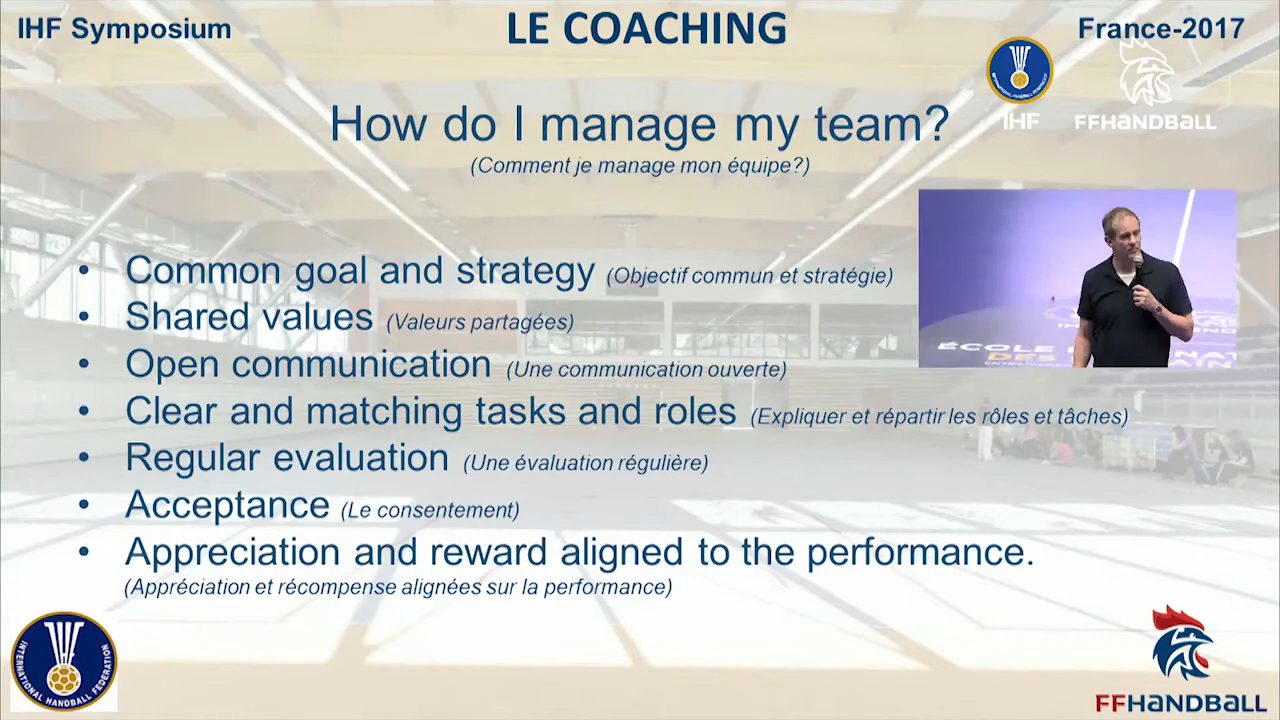 IHF Symposium
LE COACHING
France-2017
IHF
FFHANDBALL
How do I manage my team?
(Comment je manage mon équipe?)
• Common goal and strategy (Objectif commun et stratégie)
• Shared values (Valeurs partagées)
• Open communication (Une communication ouverte)
• Clear and matching tasks and roles (Expliquer et répartir les rôles et tâches)
• Regular evaluation (Une évaluation régulière)
• Acceptance (Le consentement)
• Appreciation and reward aligned to the performance.
(Appréciation et récompense alignées sur la performance)
ÉCOLE
DES
INTERNATIONAL HANDBALL FEDERATION
FFHANDBALL